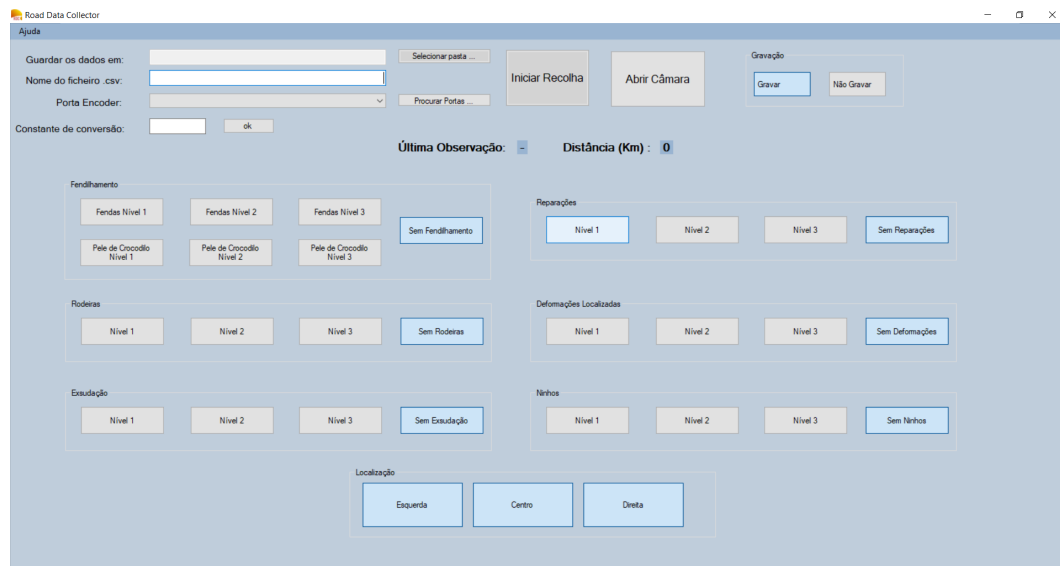 Road Data Collector
Ajuda
Guardar os dados em:
Selecionar pasta ...
Nome do ficheiro .csv:
Porta Encoder:
Procurar Portas ...
Constante de conversão:
ok
Iniciar Recolha
Abrir Câmara
Gravação
Gravar
Não Gravar
Última Observação: - Distância (Km) : 0
Fendilhamento
Fendas Nível 1
Fendas Nível 2
Fendas Nível 3
Pele de Crocodilo
Nível 1
Pele de Crocodilo
Nível 2
Pele de Crocodilo
Nível 3
Sem Fendilhamento
Reparações
Nível 1
Nível 2
Nível 3
Sem Reparações
Rodeiras
Nível 1
Nível 2
Nível 3
Sem Rodeiras
Deformações Localizadas
Nível 1
Nível 2
Nível 3
Sem Deformações
Exsudação
Nível 1
Nível 2
Nível 3
Sem Exsudação
Ninhos
Nível 1
Nível 2
Nível 3
Sem Ninhos
Localização
Esquerda
Centro
Direita